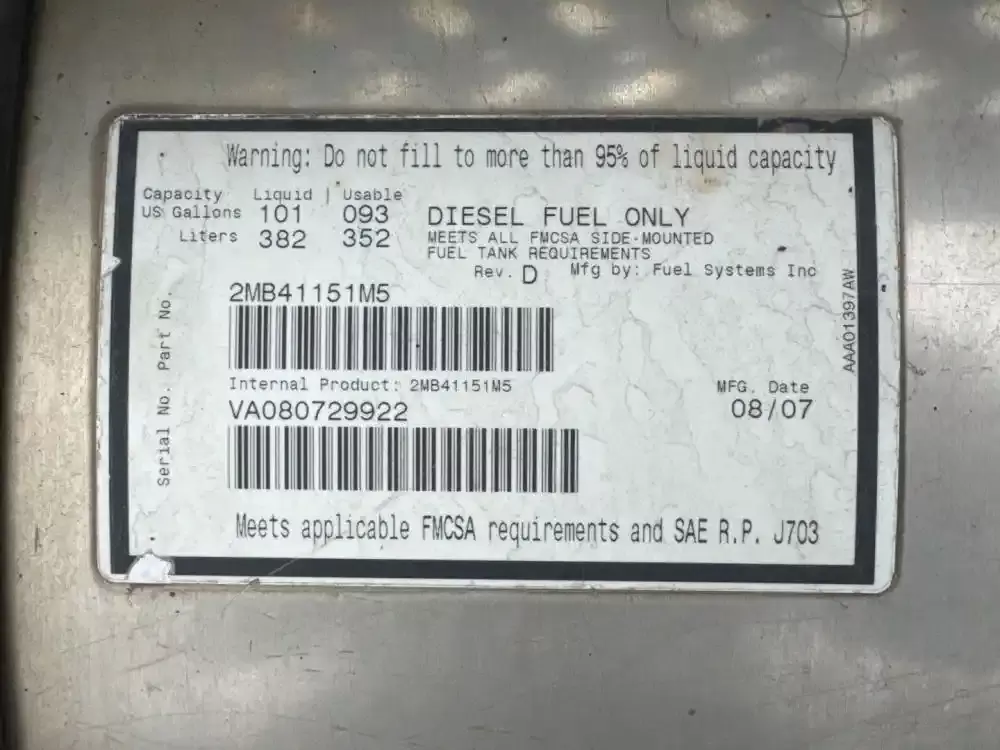 Warning: Do not fill to more than 95% of liquid capacity
Capacity Liquid | Usable
US Gallons 101 093
Liters 382 352
DIESEL FUEL ONLY
MEETS ALL FMCSA SIDE-MOUNTED
FUEL TANK REQUIREMENTS
Rev. D Mfg by: Fuel Systems Inc
Part No.
2MB41151M5
Internal Product: 2MB41151M5
Serial No.
VA080729922
MFG. Date
08/07
AAA01397AW
Meets applicable FMCSA requirements and SAE R.P. J703